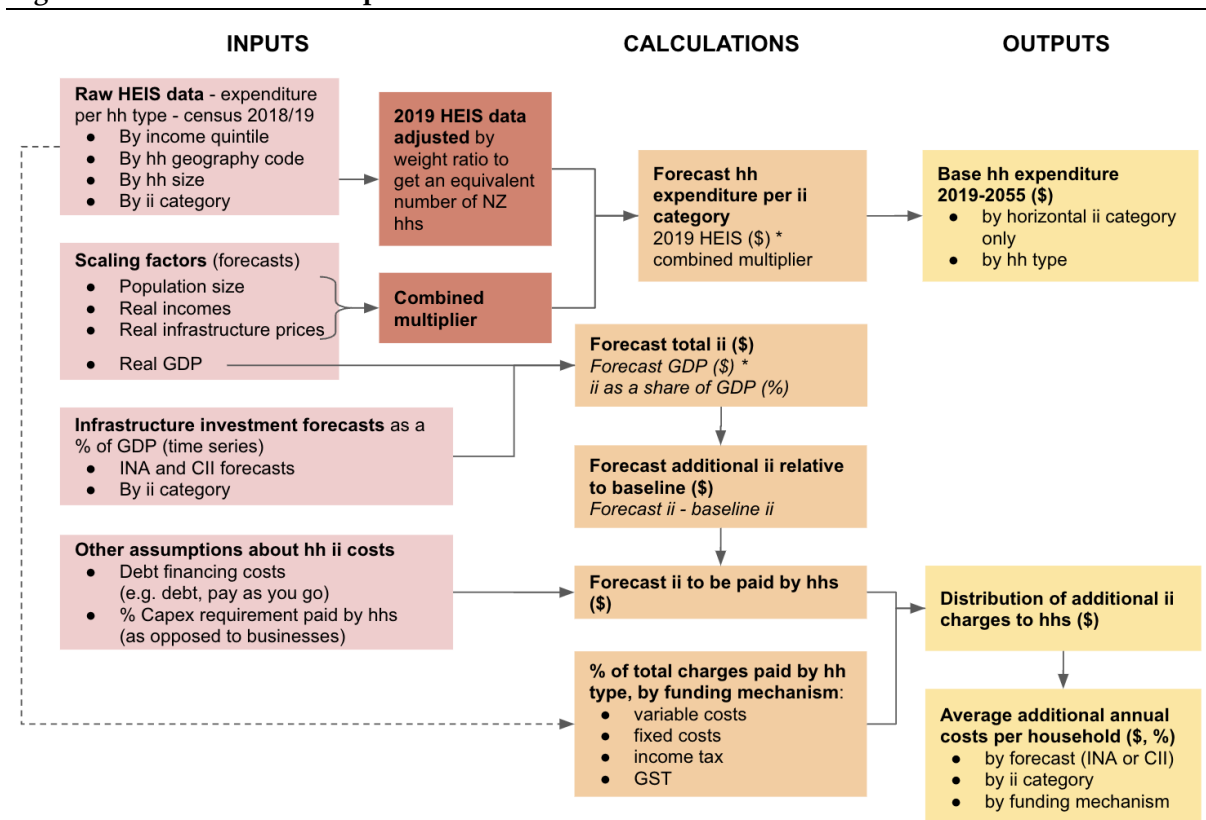 INPUTS
CALCULATIONS
OUTPUTS
Raw HEIS data - expenditure
per hh type - census 2018/19
● By income quintile
● By hh geography code
● By hh size
● By ii category
2019 HEIS data
adjusted by
weight ratio to
get an equivalent
number of NZ
hhs
Forecast hh
expenditure per ii
category
2019 HEIS ($) *
combined multiplier
Base hh expenditure
2019-2055 ($)
● by horizontal ii category
only
● by hh type
Scaling factors (forecasts)
● Population size
● Real incomes
● Real infrastructure prices
● Real GDP
Combined
multiplier
Forecast total ii ($)
Forecast GDP ($) *
ii as a share of GDP (%)
Infrastructure investment forecasts as a
% of GDP (time series)
● INA and CII forecasts
● By ii category
Forecast additional ii relative
to baseline ($)
Forecast ii - baseline ii
Other assumptions about hh ii costs
● Debt financing costs
(e.g. debt, pay as you go)
● % Capex requirement paid by hhs
(as opposed to businesses)
Forecast ii to be paid by hhs
($)
Distribution of additional ii
charges to hhs ($)
% of total charges paid by hh
type, by funding mechanism:
● variable costs
● fixed costs
● income tax
● GST
Average additional annual
costs per household ($, %)
● by forecast (INA or CII)
● by ii category
● by funding mechanism